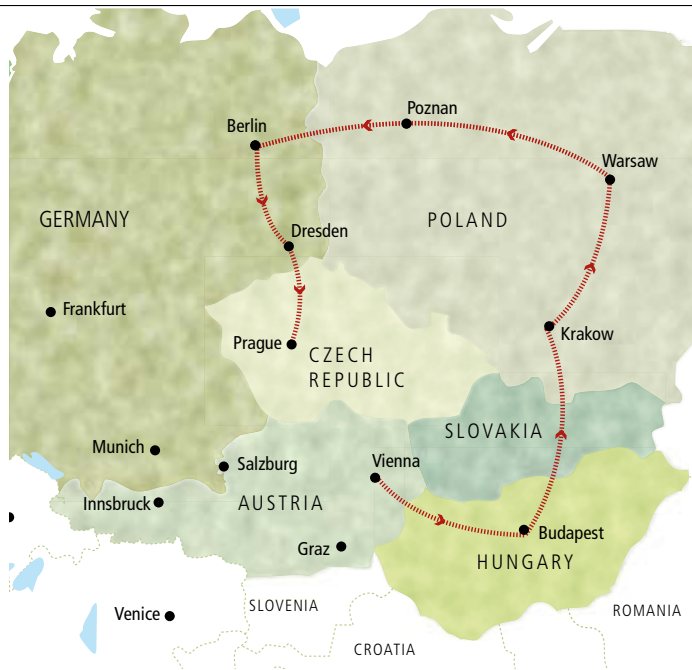 Poznan
Berlin
Warsaw
GERMANY
POLAND
Dresden
Frankfurt
Krakow
Prague
CZECH
REPUBLIC
SLOVAKIA
Munich
Vienna
Salzburg
Innsbruck
AUSTRIA
Budapest
Graz
HUNGARY
SLOVENIA
ROMANIA
Venice
CROATIA